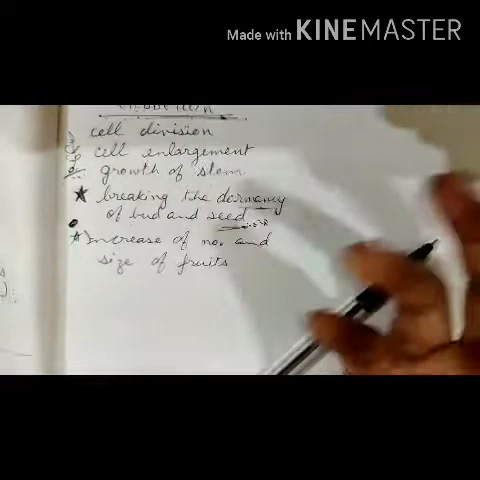 Made with KINEMASTER
cell division
cell enlargement
growth of stem
★ breaking the dormancy
of bud and seed
★ Increase of no. and
size of fruits